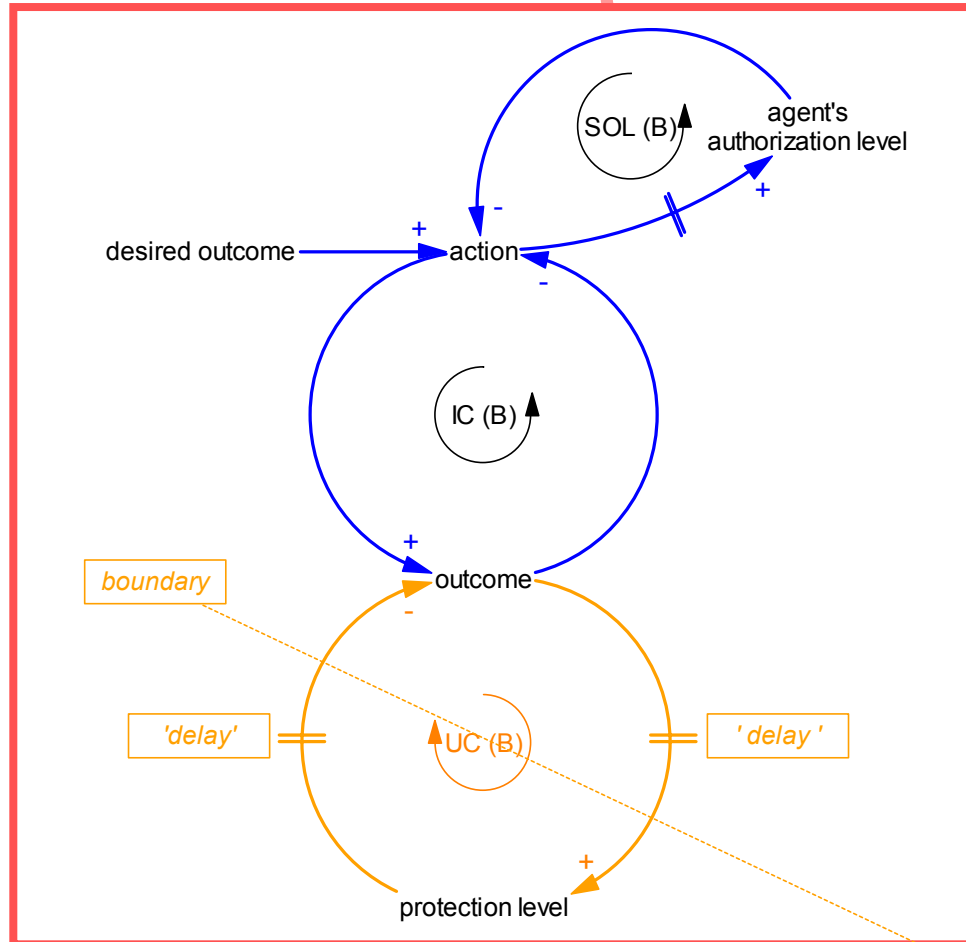 SOL (B)
agent's
authorization level
-
+
+
desired outcome
action
-
IC (B)
+
outcome
boundary
-
'delay'
UC (B)
' delay '
+
protection level